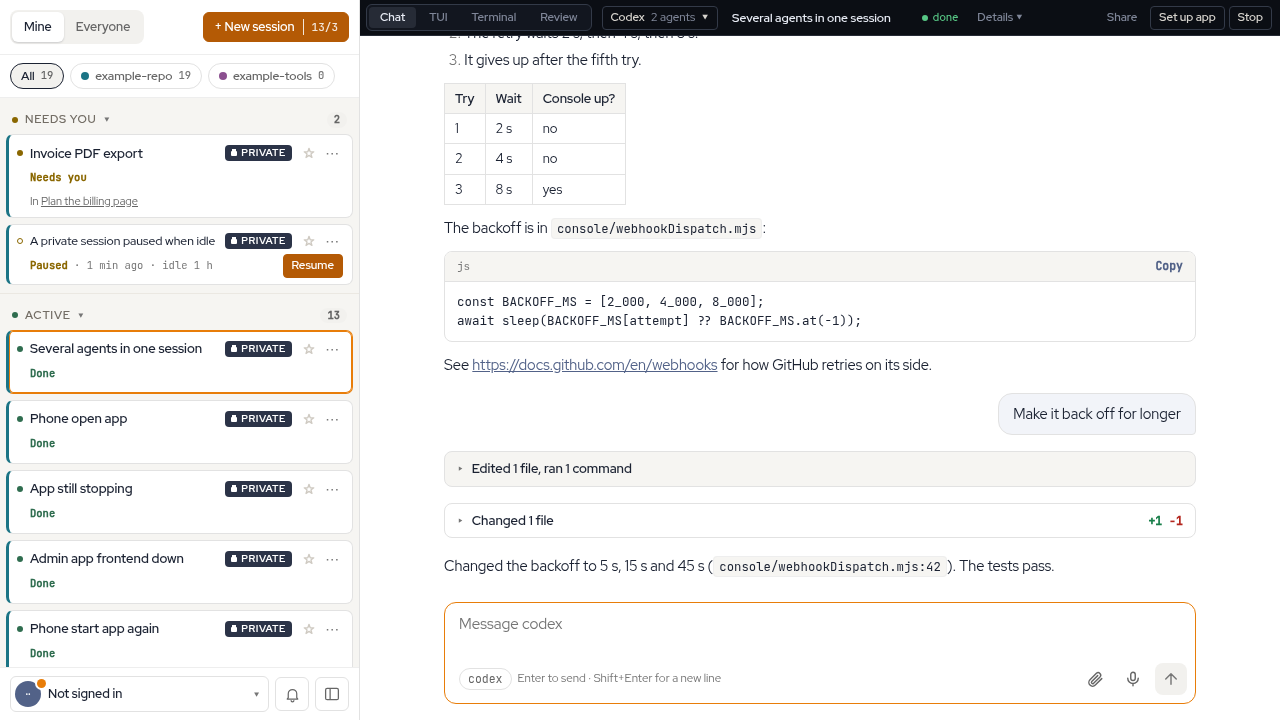 Mine
Everyone
+ New session
13/3
All 19
example-repo 19
example-tools 0
NEEDS YOU
2
Invoice PDF export
PRIVATE
Needs you
In Plan the billing page
A private session paused when idle
PRIVATE
Paused · 1 min ago · idle 1 h
Resume
ACTIVE
13
Several agents in one session
PRIVATE
Done
Phone open app
PRIVATE
Done
App still stopping
PRIVATE
Done
Admin app frontend down
PRIVATE
Done
Phone start app again
PRIVATE
Done
Not signed in
Chat
TUI
Terminal
Review
Codex 2 agents
Several agents in one session
done
Details
Share
Set up app
Stop
3. It gives up after the fifth try.
Try Wait Console up?
1 2 s no
2 4 s no
3 8 s yes
The backoff is in console/webhookDispatch.mjs:
js
Copy
const BACKOFF_MS = [2_000, 4_000, 8_000];
await sleep(BACKOFF_MS[attempt] ?? BACKOFF_MS.at(-1));
See https://docs.github.com/en/webhooks for how GitHub retries on its side.
Make it back off for longer
Edited 1 file, ran 1 command
Changed 1 file
+1 -1
Changed the backoff to 5 s, 15 s and 45 s (console/webhookDispatch.mjs:42). The tests pass.
Message codex
codex
Enter to send · Shift+Enter for a new line